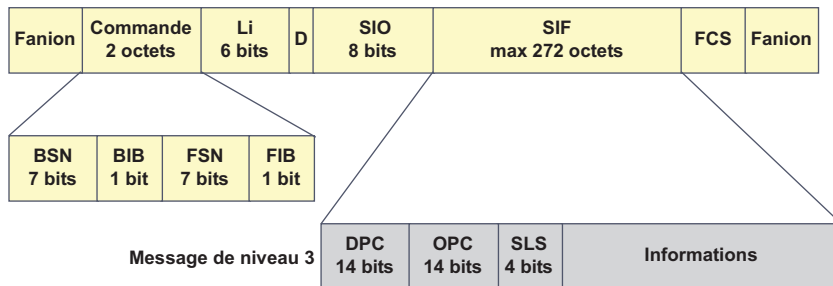 Fanion
Commande
2 octets
Li
6 bits
D
SIO
8 bits
SIF
max 272 octets
FCS
Fanion
BSN
7 bits
BIB
1 bit
FSN
7 bits
FIB
1 bit
Message de niveau 3
DPC
14 bits
OPC
14 bits
SLS
4 bits
Informations